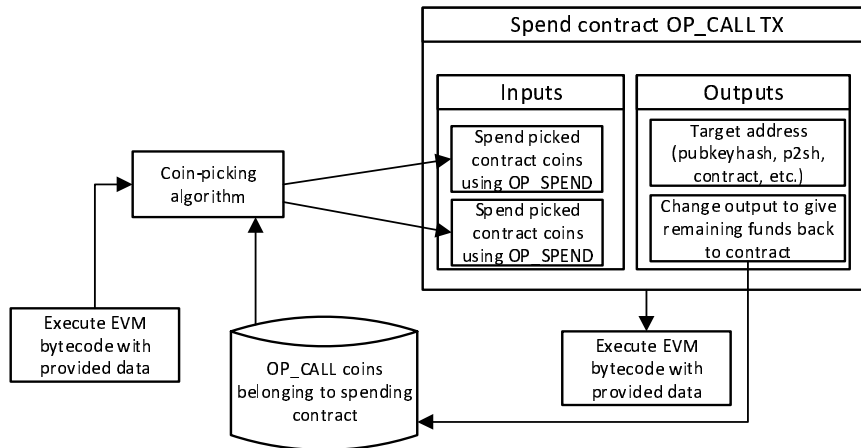 Spend contract OP_CALL TX
Inputs
Spend picked
contract coins
using OP_SPEND
Spend picked
contract coins
using OP_SPEND
Outputs
Target address
(pubkeyhash, p2sh,
contract, etc.)
Change output to give
remaining funds back
to contract
Coin-picking
algorithm
Execute EVM
bytecode with
provided data
OP_CALL coins
belonging to spending
contract
Execute EVM
bytecode with
provided data